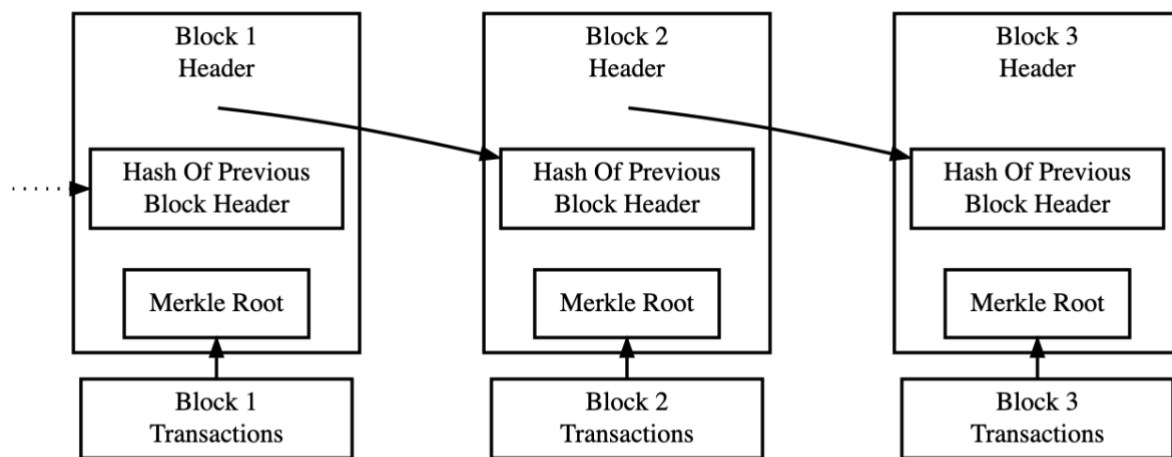 Block 1
Header
Hash Of Previous
Block Header
Merkle Root
Block 1
Transactions
Block 2
Header
Hash Of Previous
Block Header
Merkle Root
Block 2
Transactions
Block 3
Header
Hash Of Previous
Block Header
Merkle Root
Block 3
Transactions